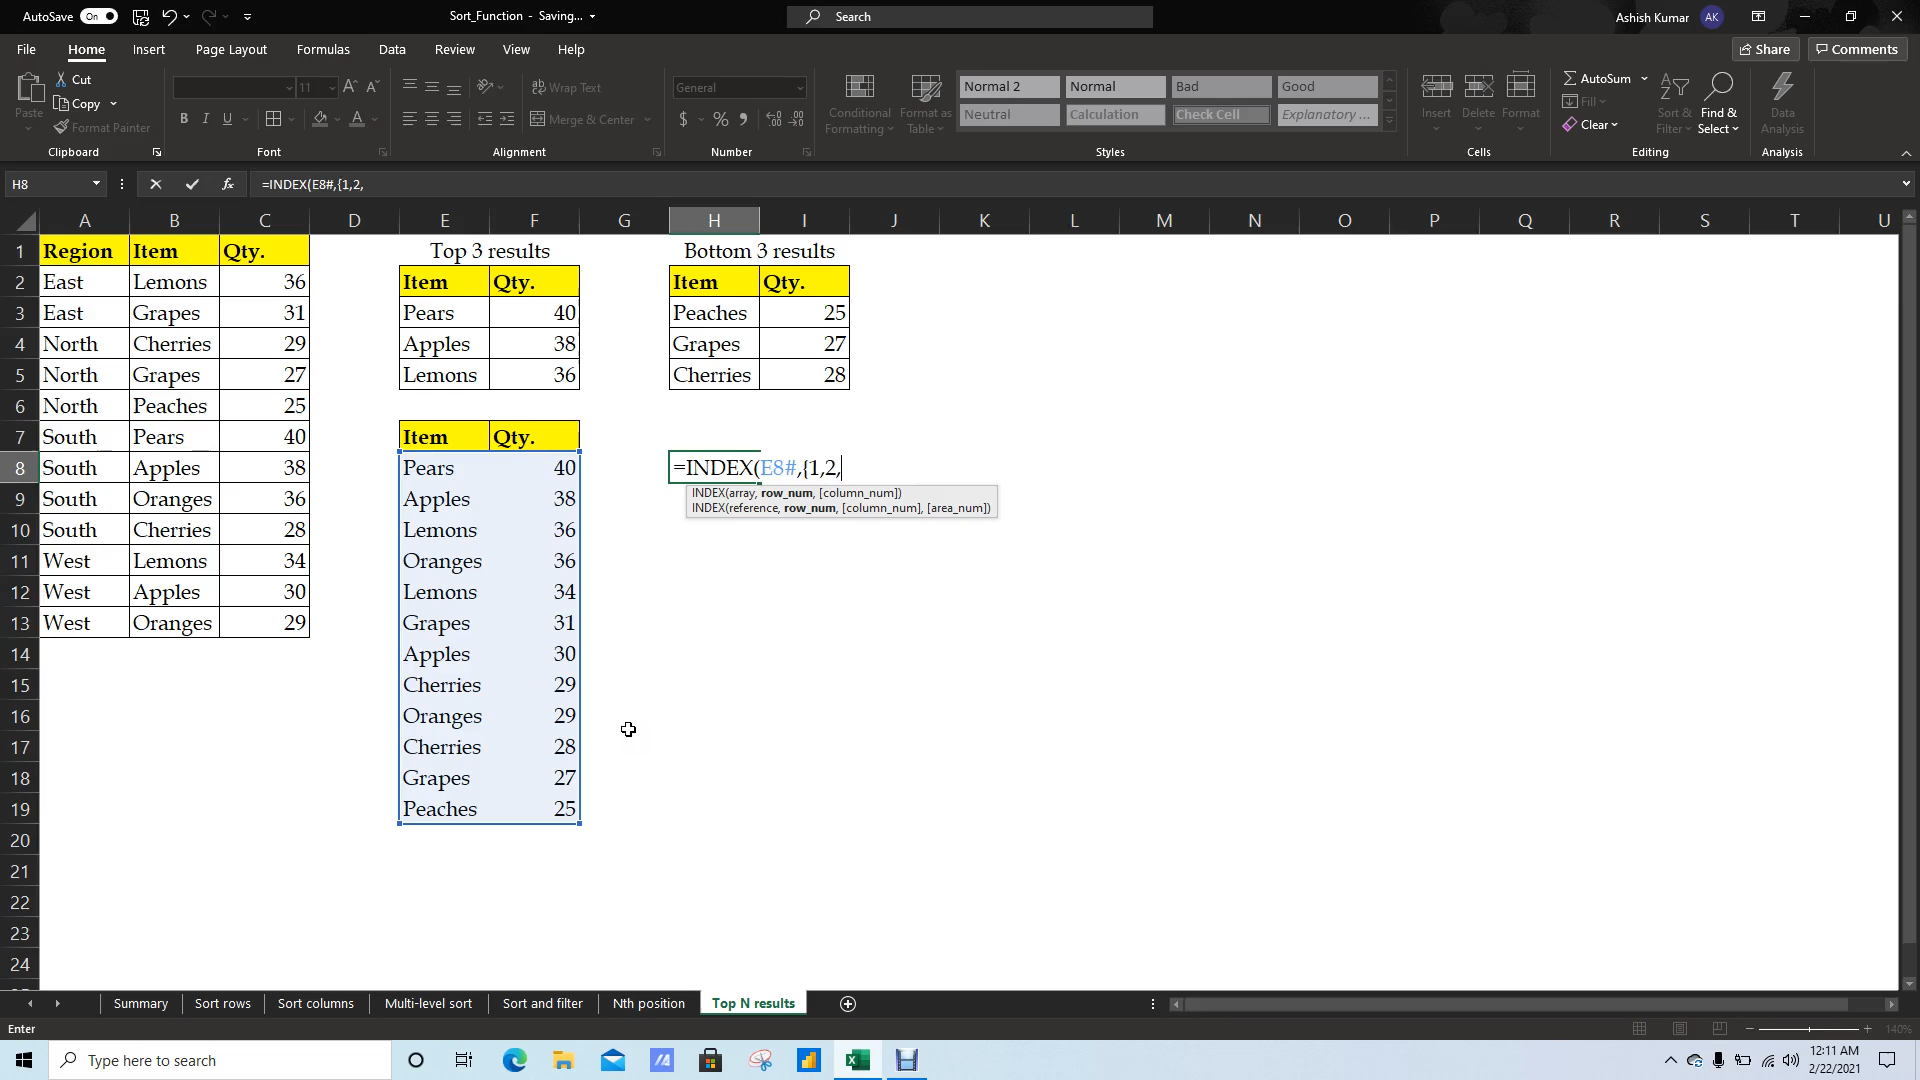 AutoSave On Sort_Function - Saving... Search Ashish Kumar AK
File Home Insert Page Layout Formulas Data Review View Help Share Comments
Paste Cut Copy Format Painter Clipboard
11 Font
Wrap Text Merge & Center Alignment
General Number
Conditional Formatting Format as Table
Normal 2 Normal Bad Good
Neutral Calculation Check Cell Explanatory ...
Styles
Insert Delete Format Cells
AutoSum Fill Clear Sort & Filter Find & Select Editing
Data Analysis Analysis
H8 fx =INDEX(E8#,{1,2,
A B C D E F G H I J K L M N O P Q R S T U
1 Region Item Qty. Top 3 results Bottom 3 results
2 East Lemons 36 Item Qty. Item Qty.
3 East Grapes 31 Pears 40 Peaches 25
4 North Cherries 29 Apples 38 Grapes 27
5 North Grapes 27 Lemons 36 Cherries 28
6 North Peaches 25
7 South Pears 40 Item Qty.
8 South Apples 38 Pears 40 =INDEX(E8#,{1,2,
9 South Oranges 36 Apples 38
INDEX(array, row_num, [column_num])
INDEX(reference, row_num, [column_num], [area_num])
10 South Cherries 28 Lemons 36
11 West Lemons 34 Oranges 36
12 West Apples 30 Lemons 34
13 West Oranges 29 Grapes 31
14 Apples 30
15 Cherries 29
16 Oranges 29
17 Cherries 28
18 Grapes 27
19 Peaches 25
20
21
22
23
24
Summary Sort rows Sort columns Multi-level sort Sort and filter Nth position Top N results
Enter 140%
Type here to search 12:11 AM
2/22/2021